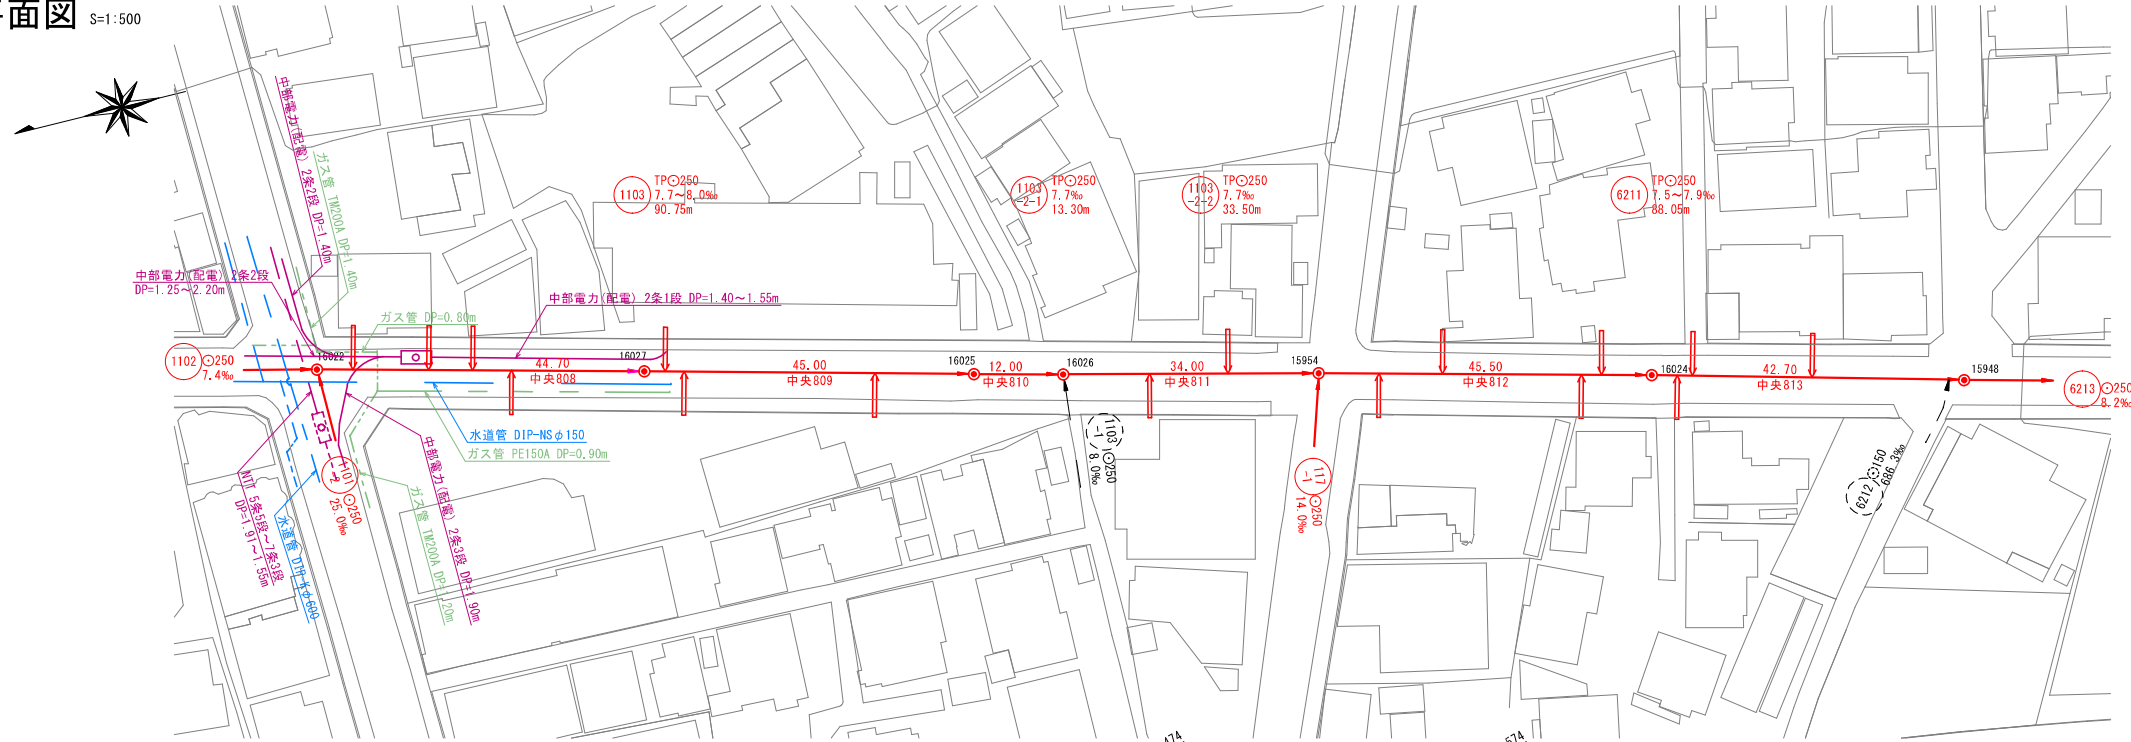 面図 S=1:500
中部電力(配電) 2条2段 DP=1.40m
ガス管 TM200A DP=1.40m
中部電力(配電) 2条2段
DP=1.25～2.20m
ガス管 DP=0.80m
中部電力(配電) 2条1段 DP=1.40～1.55m
1103
TP⊙250
7.7～8.0‰
90.75m
1103
-2-1
TP⊙250
7.7‰
13.30m
1103
-2-2
TP⊙250
7.7‰
33.50m
6211
TP⊙250
7.5～7.9‰
88.05m
1102 ⊙250
7.4‰
16022
44.70
中央808
16027
45.00
中央809
16025
12.00
中央810
16026
34.00
中央811
15954
45.50
中央812
16024
42.70
中央813
15948
6213 ⊙250
8.2‰
水道管 DIP-NSφ150
ガス管 PE150A DP=0.90m
NTT 5条5段～7条3段
DP=1.91～1.55m
水道管 DIP-Kφ600
1101
-2
⊙250
25.0‰
ガス管 TM200A DP=1.20m
中部電力(配電) 2条3段 DP=1.90m
1103
-1
⊙250
8.0‰
117
-1
⊙250
14.0‰
6212
⊙150
686.3‰
474
574